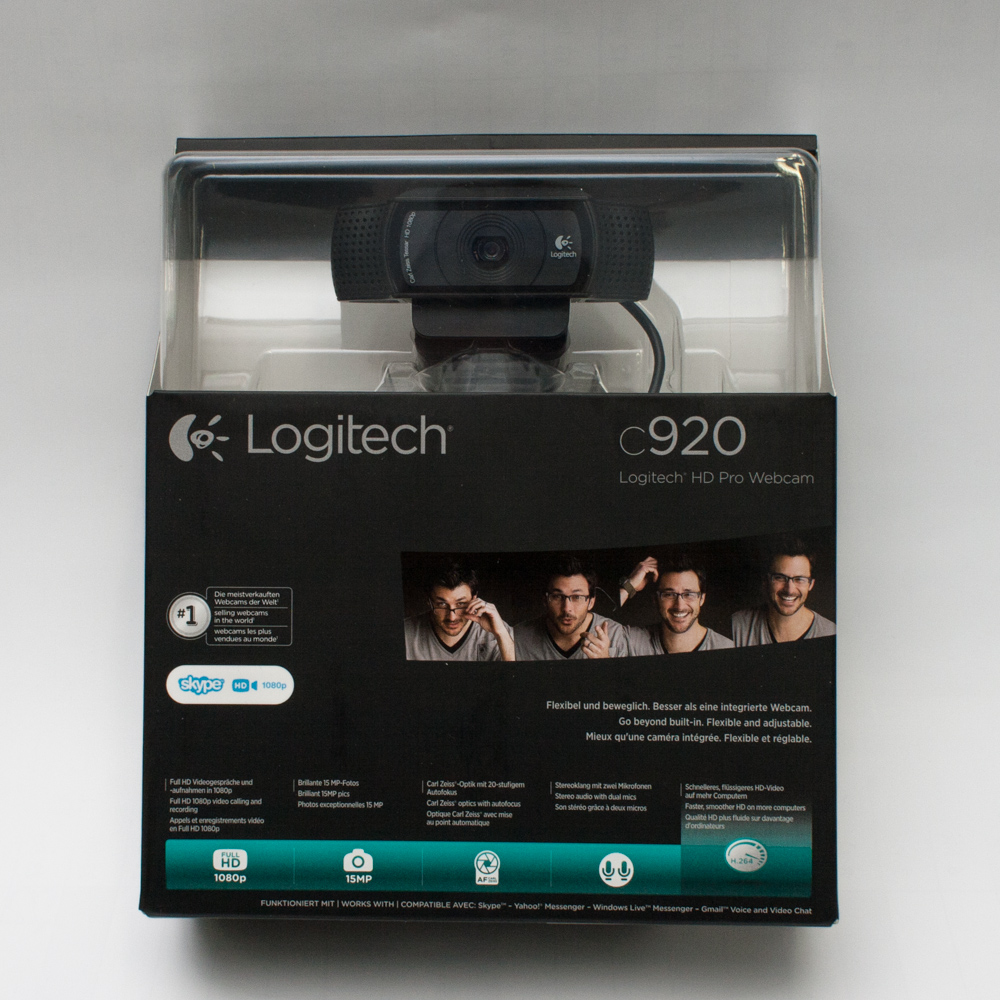 Carl Zeiss Tessar HD 1080p
Logitech
Logitech®
C920
Logitech® HD Pro Webcam
#1
Die meistverkauften
Webcams der Welt¹
selling webcams
in the world¹
webcams les plus
vendues au monde¹
skype™ HD 1080p
Flexibel und beweglich. Besser als eine integrierte Webcam.
Go beyond built-in. Flexible and adjustable.
Mieux qu'une caméra intégrée. Flexible et réglable.
Full HD Videogespräche und
-aufnahmen in 1080p
Full HD 1080p video calling and
recording
Appels et enregistrements vidéo
en Full HD 1080p
Brillante 15 MP-Fotos
Brilliant 15MP pics
Photos exceptionnelles 15 MP
Carl Zeiss®-Optik mit 20-stufigem
Autofokus
Carl Zeiss® optics with autofocus
Optique Carl Zeiss® avec mise
au point automatique
Stereoklang mit zwei Mikrofonen
Stereo audio with dual mics
Son stéréo grâce à deux micros
Schnelleres, flüssigeres HD-Video
auf mehr Computern
Faster, smoother HD on more computers
Qualité HD plus fluide sur davantage
d'ordinateurs
FULL
HD
1080p
15MP
AF
H.264
FUNKTIONIERT MIT | WORKS WITH | COMPATIBLE AVEC: Skype™ – Yahoo!® Messenger – Windows Live™ Messenger – Gmail™ Voice and Video Chat